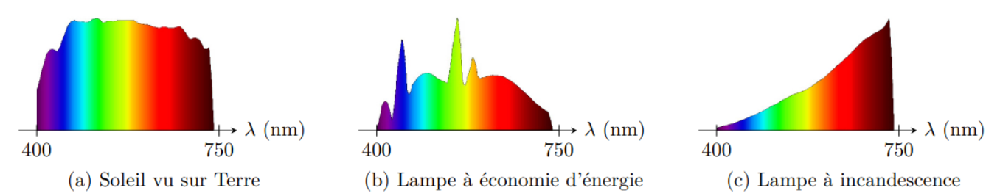 λ (nm)
400
750
(a) Soleil vu sur Terre
λ (nm)
400
750
(b) Lampe à économie d'énergie
λ (nm)
400
750
(c) Lampe à incandescence